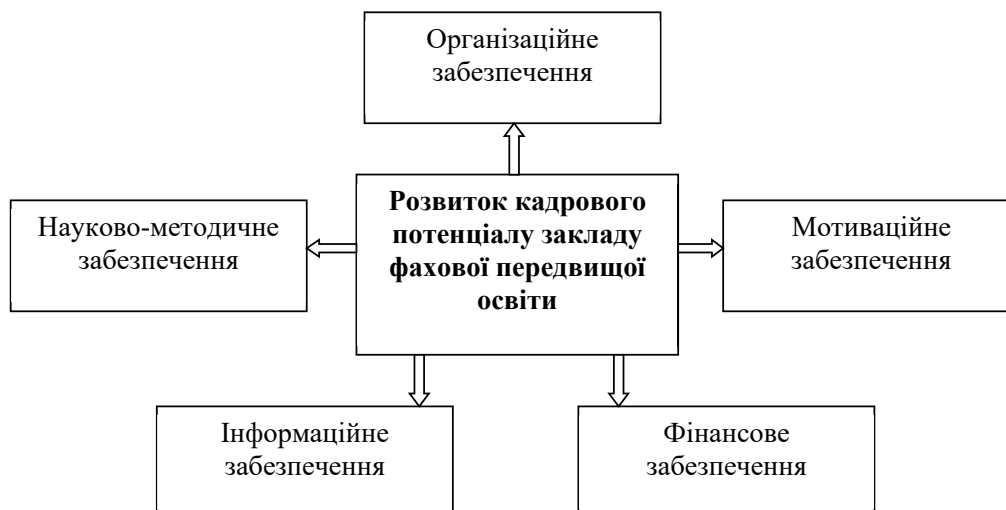 Організаційне
забезпечення
Розвиток кадрового
потенціалу закладу
фахової передвищої
освіти
Науково-методичне
забезпечення
Мотиваційне
забезпечення
Інформаційне
забезпечення
Фінансове
забезпечення